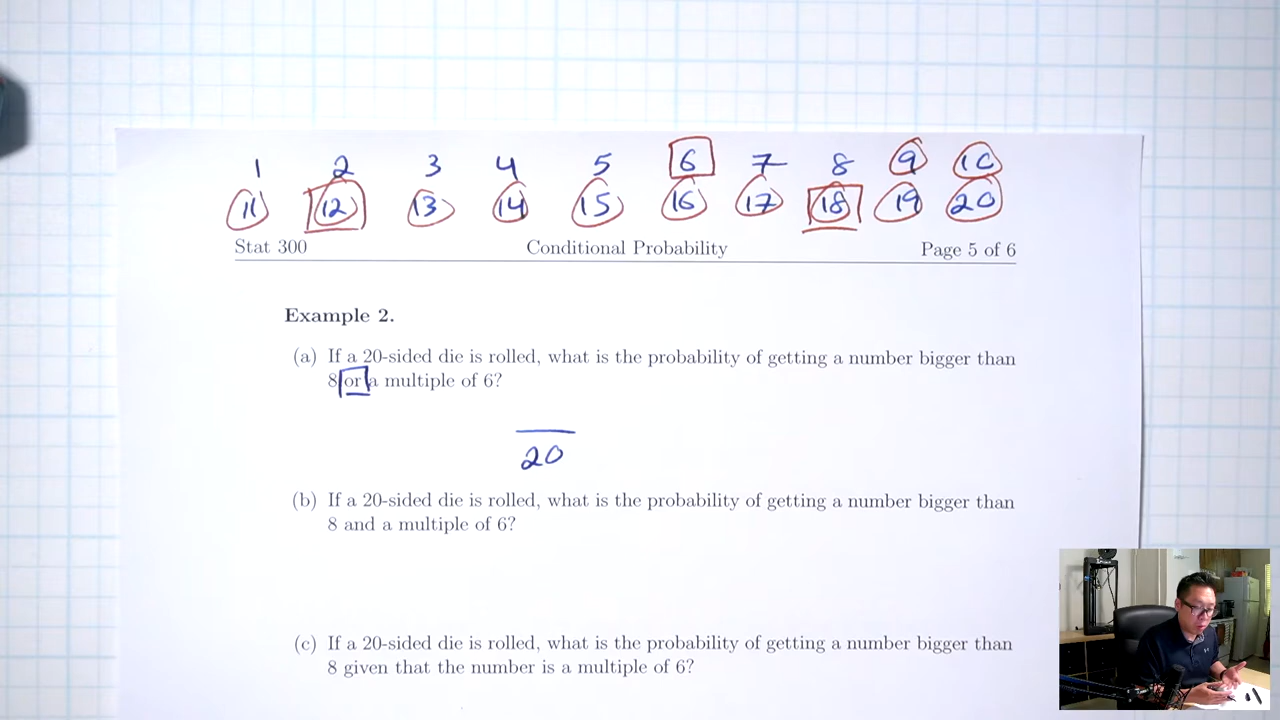 1 2 3 4 5 6 7 8 9 10
11 12 13 14 15 16 17 18 19 20
Stat 300 Conditional Probability Page 5 of 6
Example 2.
(a) If a 20-sided die is rolled, what is the probability of getting a number bigger than
8 or a multiple of 6?
20
(b) If a 20-sided die is rolled, what is the probability of getting a number bigger than
8 and a multiple of 6?
(c) If a 20-sided die is rolled, what is the probability of getting a number bigger than
8 given that the number is a multiple of 6?